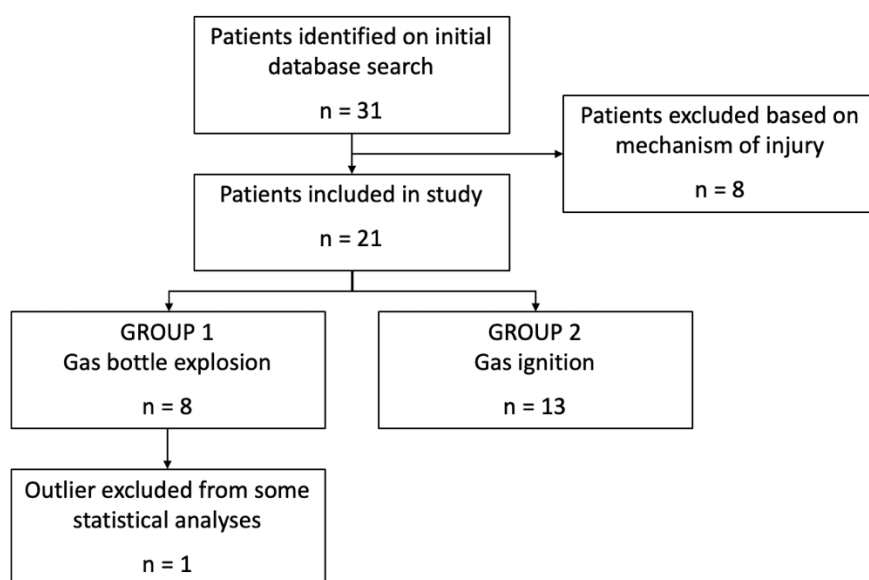 Patients identified on initial
database search
n = 31
Patients excluded based on
mechanism of injury
n = 8
Patients included in study
n = 21
GROUP 1
Gas bottle explosion
n = 8
GROUP 2
Gas ignition
n = 13
Outlier excluded from some
statistical analyses
n = 1